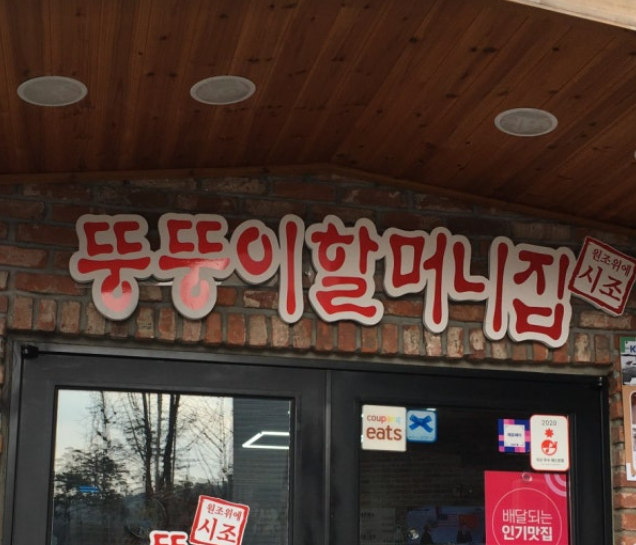 뚱뚱이할머니집
원조위에
시조
coupang
eats
2020
배달되는
인기맛집
원조위에
시조
뚱